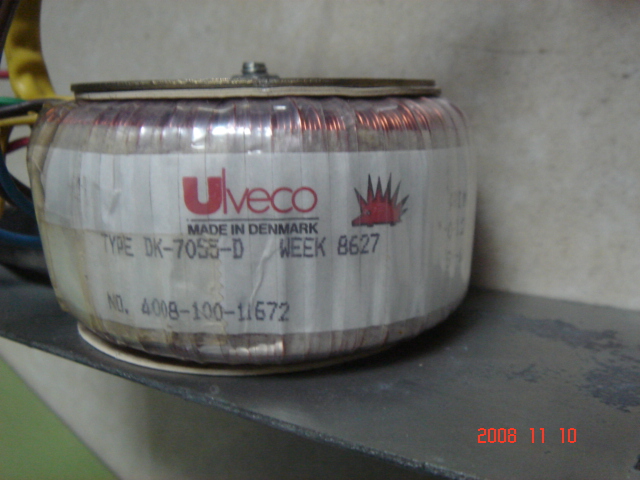 Ulveco
MADE IN DENMARK
TYPE DK-7055-D WEEK 8627
NO. 4008-100-11672
2008 11 10